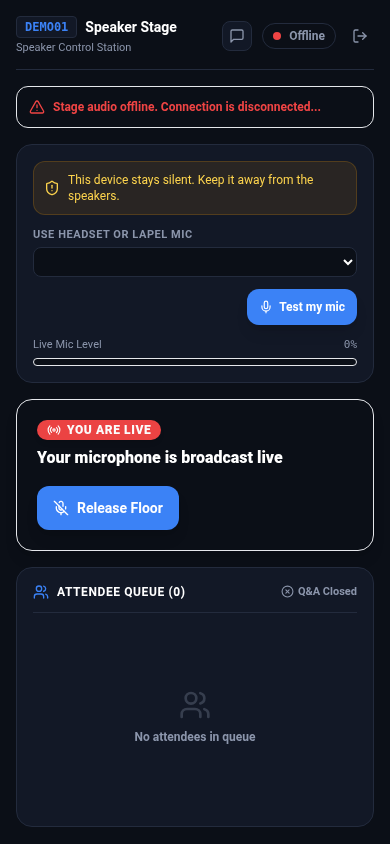 DEMO01 Speaker Stage
Speaker Control Station
Offline
Stage audio offline. Connection is disconnected...
This device stays silent. Keep it away from the
speakers.
USE HEADSET OR LAPEL MIC
Test my mic
Live Mic Level 0%
YOU ARE LIVE
Your microphone is broadcast live
Release Floor
ATTENDEE QUEUE (0) Q&A Closed
No attendees in queue